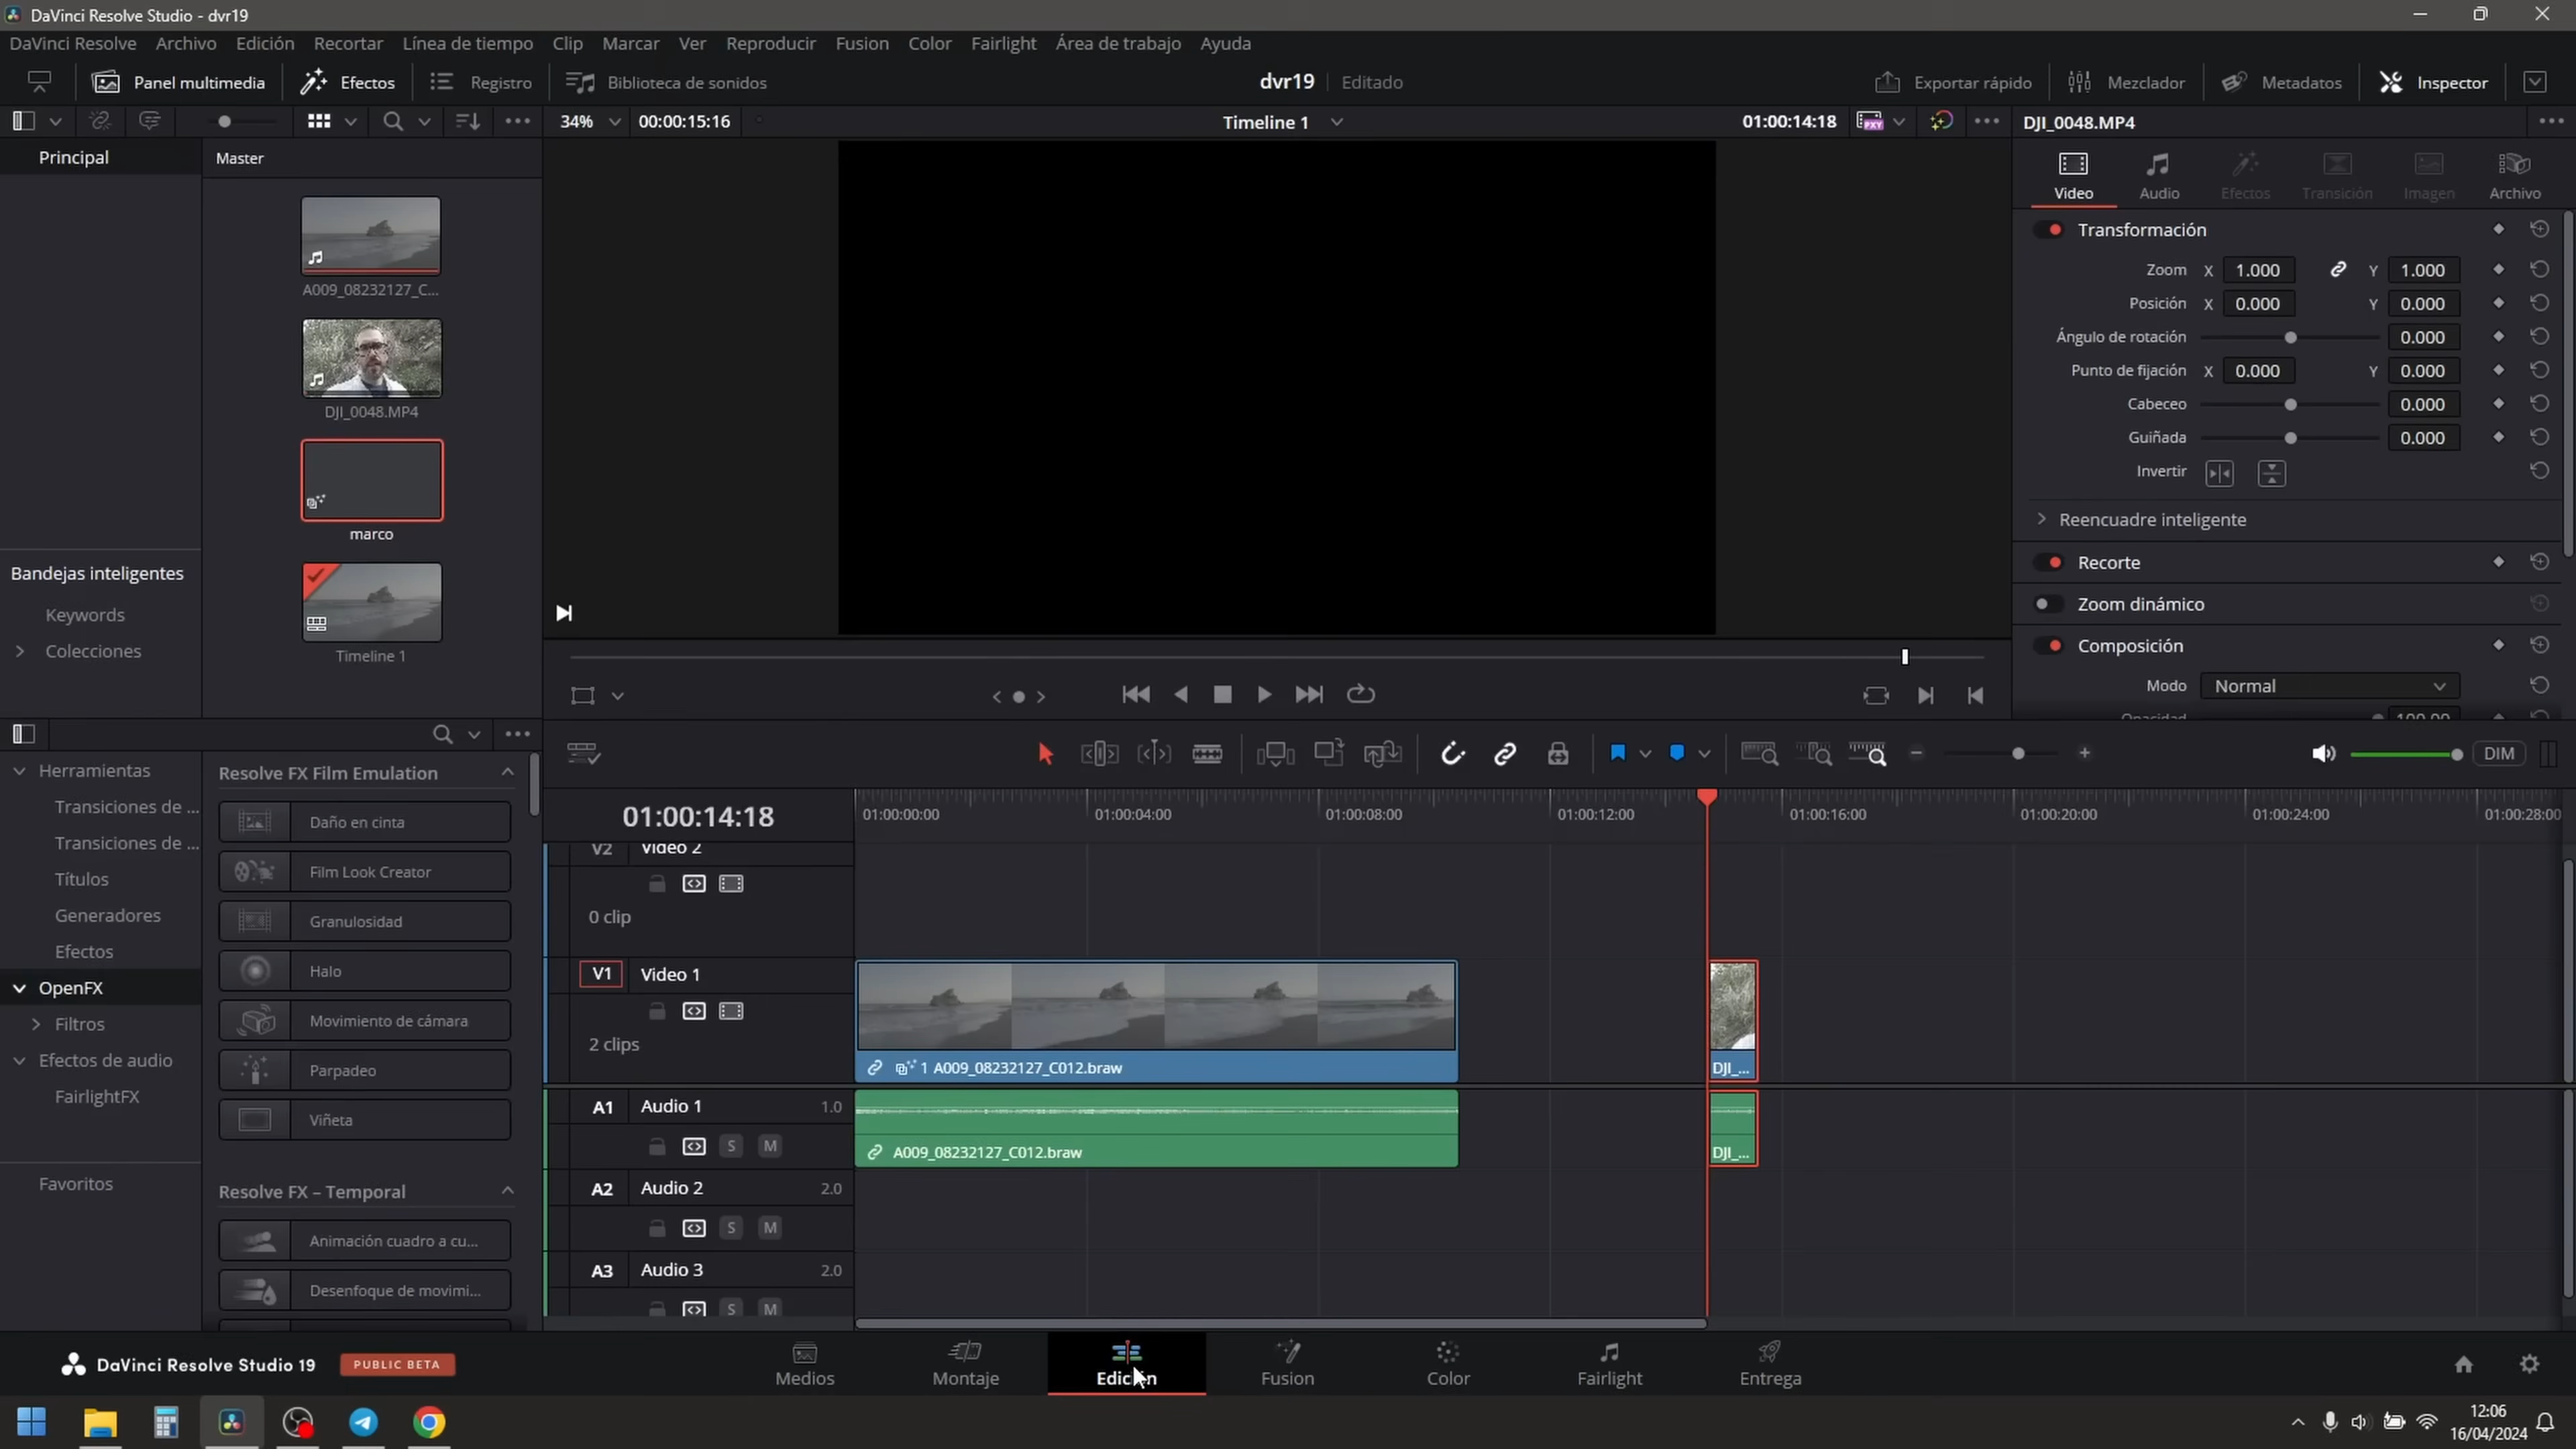 DaVinci Resolve Studio - dvr19
DaVinci Resolve Archivo Edición Recortar Línea de tiempo Clip Marcar Ver Reproducir Fusion Color Fairlight Área de trabajo Ayuda
Panel multimedia Efectos Registro Biblioteca de sonidos dvr19 Editado Exportar rápido Mezclador Metadatos Inspector
34% 00:00:15:16 Timeline 1 01:00:14:18 PXY DJI_0048.MP4
Principal Master
Video Audio Efectos Transición Imagen Archivo
A009_08232127_C...
DJI_0048.MP4
marco
Timeline 1
Bandejas inteligentes
Keywords
Colecciones
Transformación
Zoom X 1.000 Y 1.000
Posición X 0.000 Y 0.000
Ángulo de rotación 0.000
Punto de fijación X 0.000 Y 0.000
Cabeceo 0.000
Guiñada 0.000
Invertir
Reencuadre inteligente
Recorte
Zoom dinámico
Composición
Modo Normal
Opacidad 100.00
DIM
Herramientas
Transiciones de ...
Transiciones de ...
Títulos
Generadores
Efectos
OpenFX
Filtros
Efectos de audio
FairlightFX
Favoritos
Resolve FX Film Emulation
Daño en cinta
Film Look Creator
Granulosidad
Halo
Movimiento de cámara
Parpadeo
Viñeta
Resolve FX – Temporal
Animación cuadro a cu...
Desenfoque de movimi...
01:00:14:18
01:00:00:00 01:00:04:00 01:00:08:00 01:00:12:00 01:00:16:00 01:00:20:00 01:00:24:00 01:00:28:00
V2 Video 2
0 clip
V1 Video 1
2 clips
1 A009_08232127_C012.braw
DJI_...
A1 Audio 1 1.0
S M
A009_08232127_C012.braw
DJI_...
A2 Audio 2 2.0
S M
A3 Audio 3 2.0
S M
DaVinci Resolve Studio 19 PUBLIC BETA
Medios Montaje Edición Fusion Color Fairlight Entrega
12:06
16/04/2024